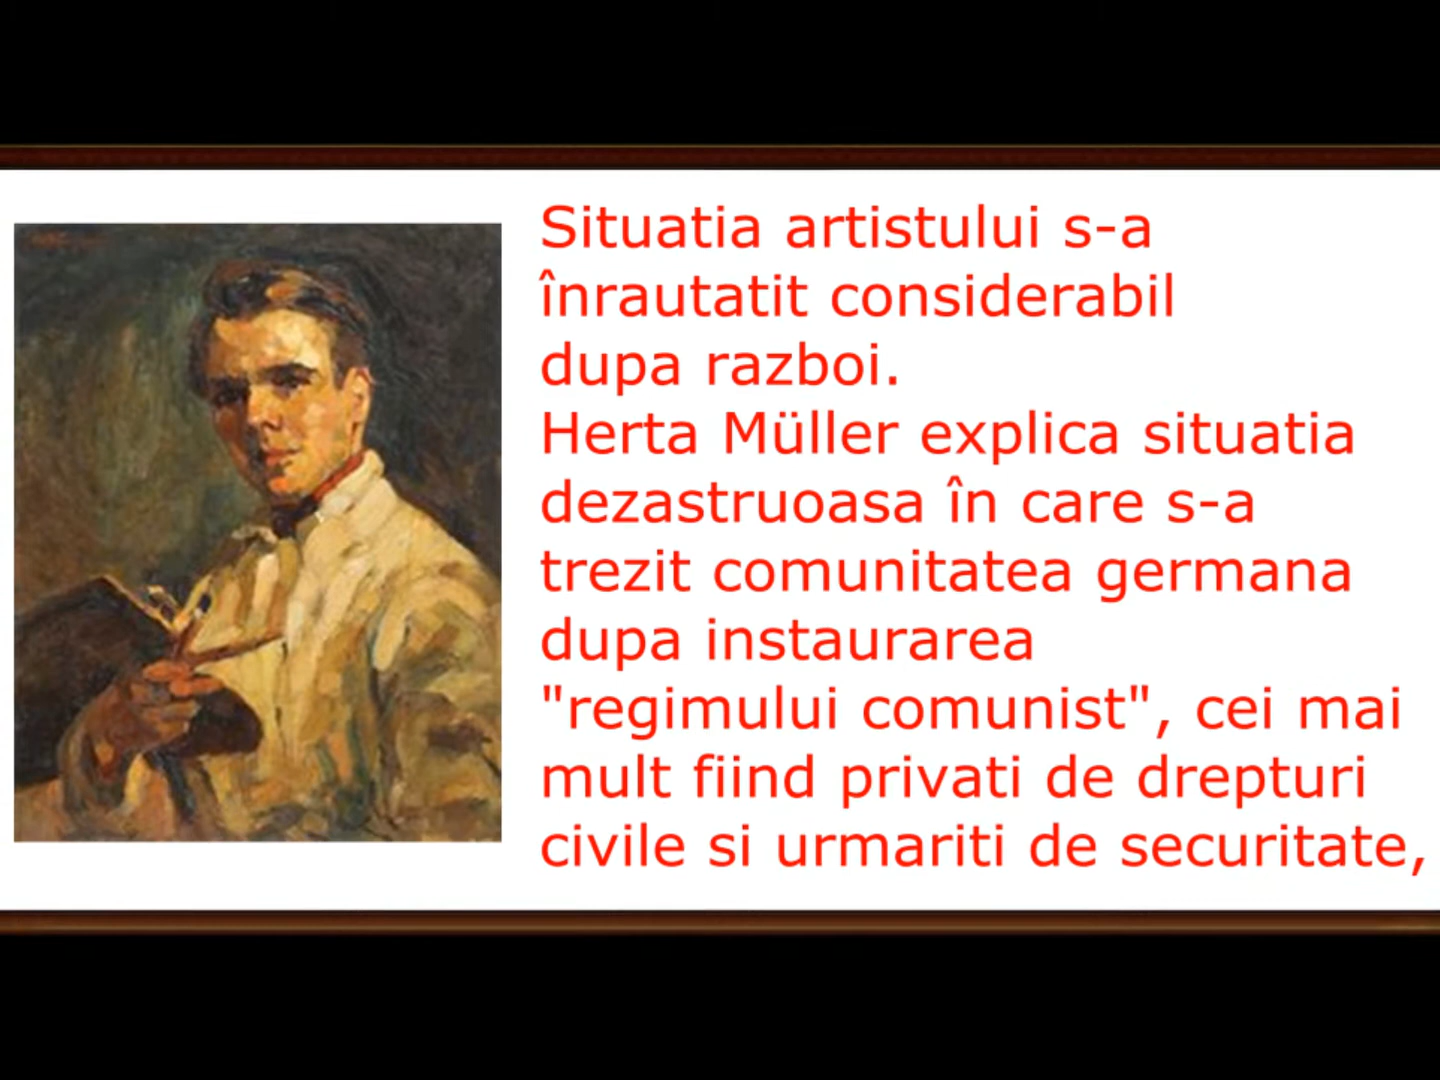 Situatia artistului s-a
înrautatit considerabil
dupa razboi.
Herta Müller explica situatia
dezastruoasa în care s-a
trezit comunitatea germana
dupa instaurarea
"regimului comunist", cei mai
mult fiind privati de drepturi
civile si urmariti de securitate,